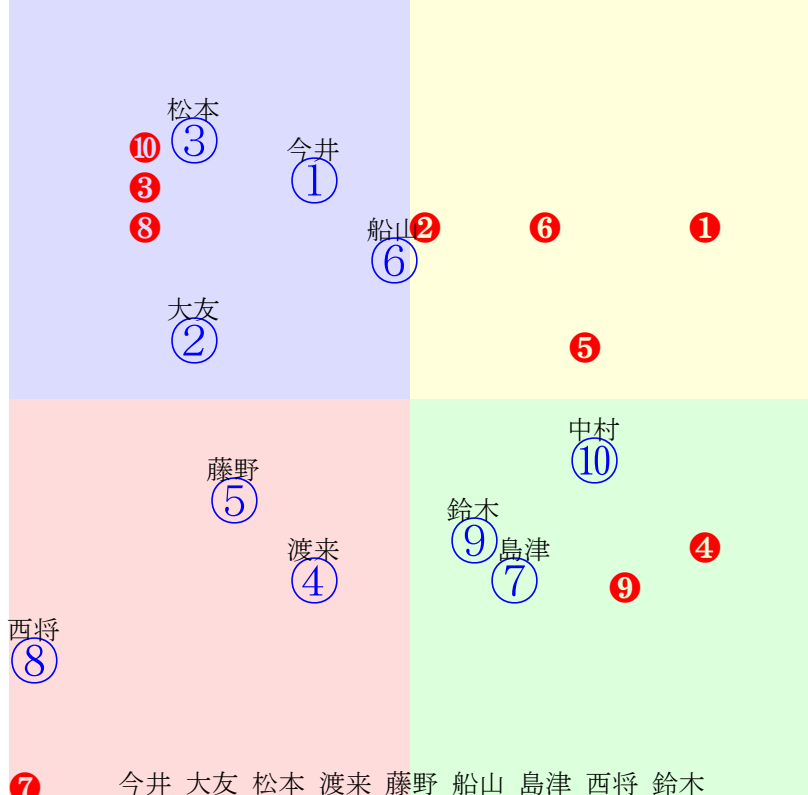 松本
③
❿
今井
①
❸
❽
船山
⑥
❷
❻
❶
大友
②
❺
中村
⑩
藤野
⑤
鈴木
⑨
島津
⑦
❹
渡来
④
❾
西将
⑧
❼
今井 大友 松本 渡来 藤野 船山 島津 西将 鈴木